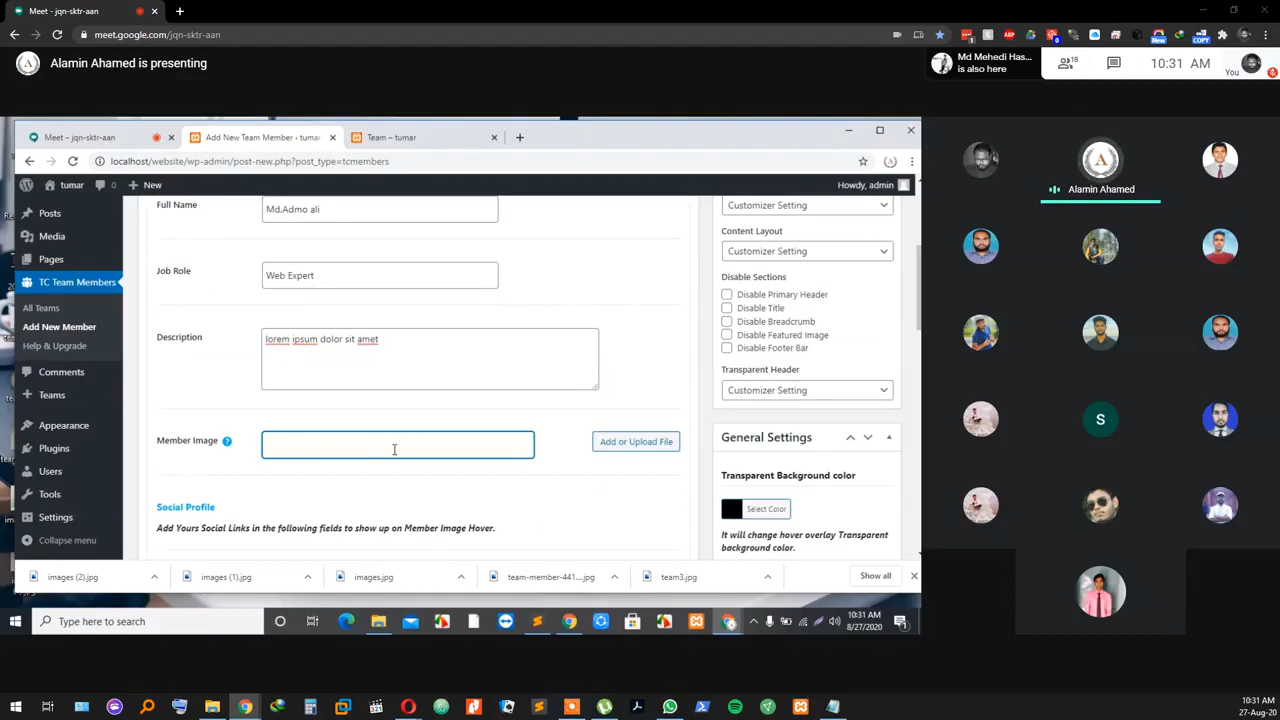 Meet - jqn-sktr-aan
meet.google.com/jqn-sktr-aan
New
COPY
Alamin Ahamed is presenting
Md Mehedi Has...
is also here
18
10:31 AM
You
Meet – jqn-sktr-aan
Add New Team Member ‹ tumar
Team – tumar
localhost/website/wp-admin/post-new.php?post_type=tcmembers
tumar
0
New
Howdy, admin
Posts
Media
Pages
TC Team Members
All Teams
Add New Member
Help & Upgrade
Comments
Teams
Appearance
Plugins
Users
Tools
Settings
Collapse menu
Full Name
Md.Admo ali
Job Role
Web Expert
Description
lorem ipsum dolor sit amet
Member Image
Add or Upload File
Social Profile
Add Yours Social Links in the following fields to show up on Member Image Hover.
Customizer Setting
Content Layout
Customizer Setting
Disable Sections
Disable Primary Header
Disable Title
Disable Breadcrumb
Disable Featured Image
Disable Footer Bar
Transparent Header
Customizer Setting
General Settings
Transparent Background color
Select Color
It will change hover overlay Transparent
background color.
images (2).jpg
images (1).jpg
images.jpg
team-member-441....jpg
team3.jpg
Show all
Type here to search
10:31 AM
8/27/2020
A
Alamin Ahamed
S
10:31 AM
27-Aug-20